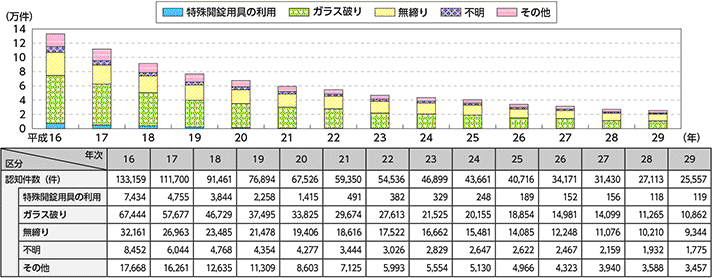 特殊開錠用具の利用 ガラス破り 無締り 不明 その他
(万件)
14
12
10
8
6
4
2
0
平成16 17 18 19 20 21 22 23 24 25 26 27 28 29 (年)
区分 年次 16 17 18 19 20 21 22 23 24 25 26 27 28 29
認知件数(件) 133,159 111,700 91,461 76,894 67,526 59,350 54,536 46,899 43,661 40,716 34,171 31,430 27,113 25,557
特殊開錠用具の利用 7,434 4,755 3,844 2,258 1,415 491 382 329 248 189 152 156 118 119
ガラス破り 67,444 57,677 46,729 37,495 33,825 29,674 27,613 21,525 20,155 18,854 14,981 14,099 11,265 10,862
無締り 32,161 26,963 23,485 21,478 19,406 18,616 17,522 16,662 15,481 14,085 12,248 11,076 10,210 9,344
不明 8,452 6,044 4,768 4,354 4,277 3,444 3,026 2,829 2,647 2,622 2,467 2,159 1,932 1,775
その他 17,668 16,261 12,635 11,309 8,603 7,125 5,993 5,554 5,130 4,966 4,323 3,940 3,588 3,457